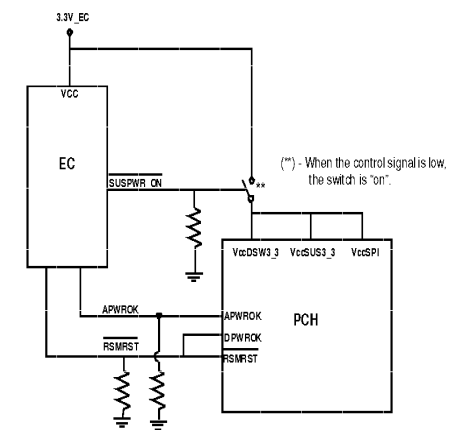 3.3V_EC
VCC
EC
SUSPWR_ON
**
(**) - When the control signal is low,
the switch is "on".
VccDSW3_3 VccSUS3_3 VccSPI
APWROK
APWROK
PCH
DPWROK
RSMRST
RSMRST